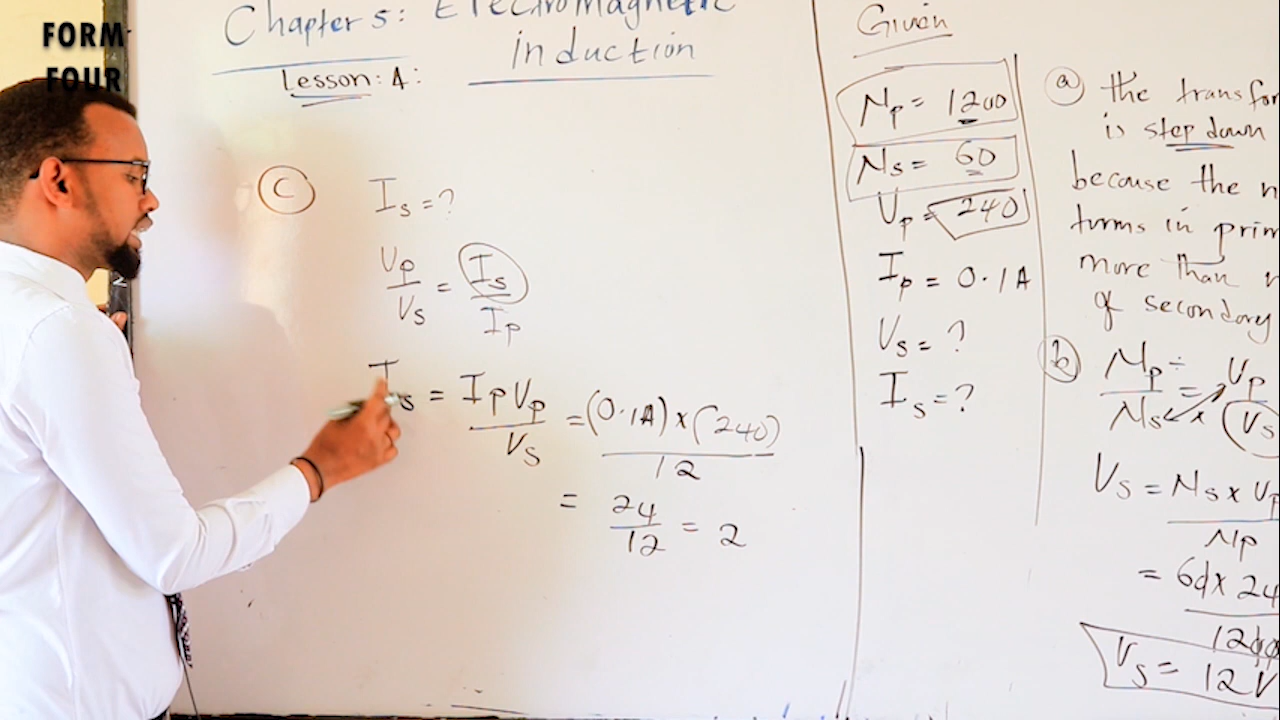 FORM
FOUR
Chapter 5: Electromagnetic
induction
Lesson: 4:
c
Is = ?
Vp/Vs = Is/Ip
Is = IpVp/Vs = (0.1A) x (240)/12
= 24/12 = 2
Given
Np = 1200
Ns = 60
Vp = 240
Ip = 0.1A
Vs = ?
Is = ?
a the transfor
is step down
because the n
turns in prim
more than
of secondary
b Np/Ns = Vp/Vs
÷
x
Vs = Ns x Vp/Np
= 60 x 24/1200
Vs = 12V